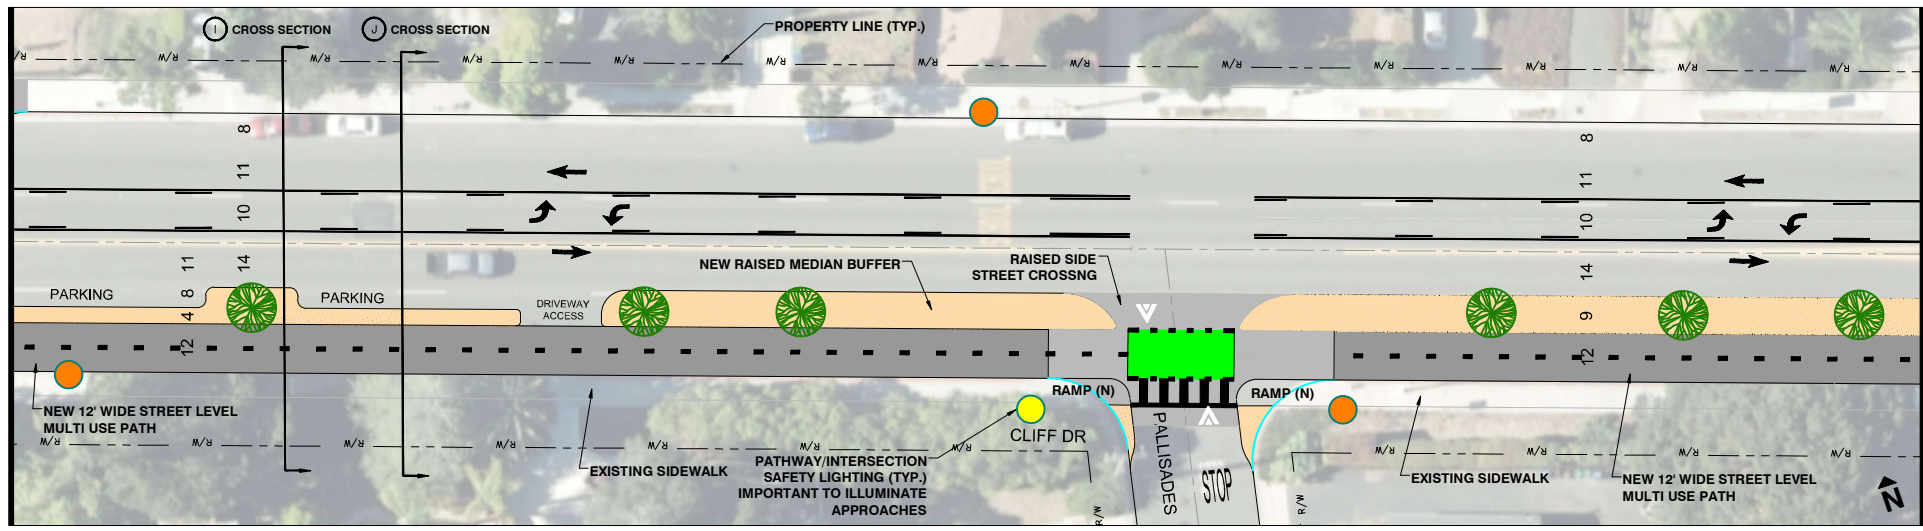 I CROSS SECTION
J CROSS SECTION
PROPERTY LINE (TYP.)
R/W R/W R/W R/W R/W R/W R/W R/W R/W R/W R/W R/W R/W
8
11
10
11 14
8
4
12
8
11
10
14
9
12
PARKING
PARKING
DRIVEWAY
ACCESS
NEW RAISED MEDIAN BUFFER
RAISED SIDE
STREET CROSSNG
NEW 12' WIDE STREET LEVEL
MULTI USE PATH
RAMP (N)
RAMP (N)
CLIFF DR
PALLISADES
STOP
R/W R/W R/W R/W R/W R/W R/W R/W R/W R/W R/W
R/W
R/W
EXISTING SIDEWALK
PATHWAY/INTERSECTION
SAFETY LIGHTING (TYP.)
IMPORTANT TO ILLUMINATE
APPROACHES
EXISTING SIDEWALK
NEW 12' WIDE STREET LEVEL
MULTI USE PATH
N